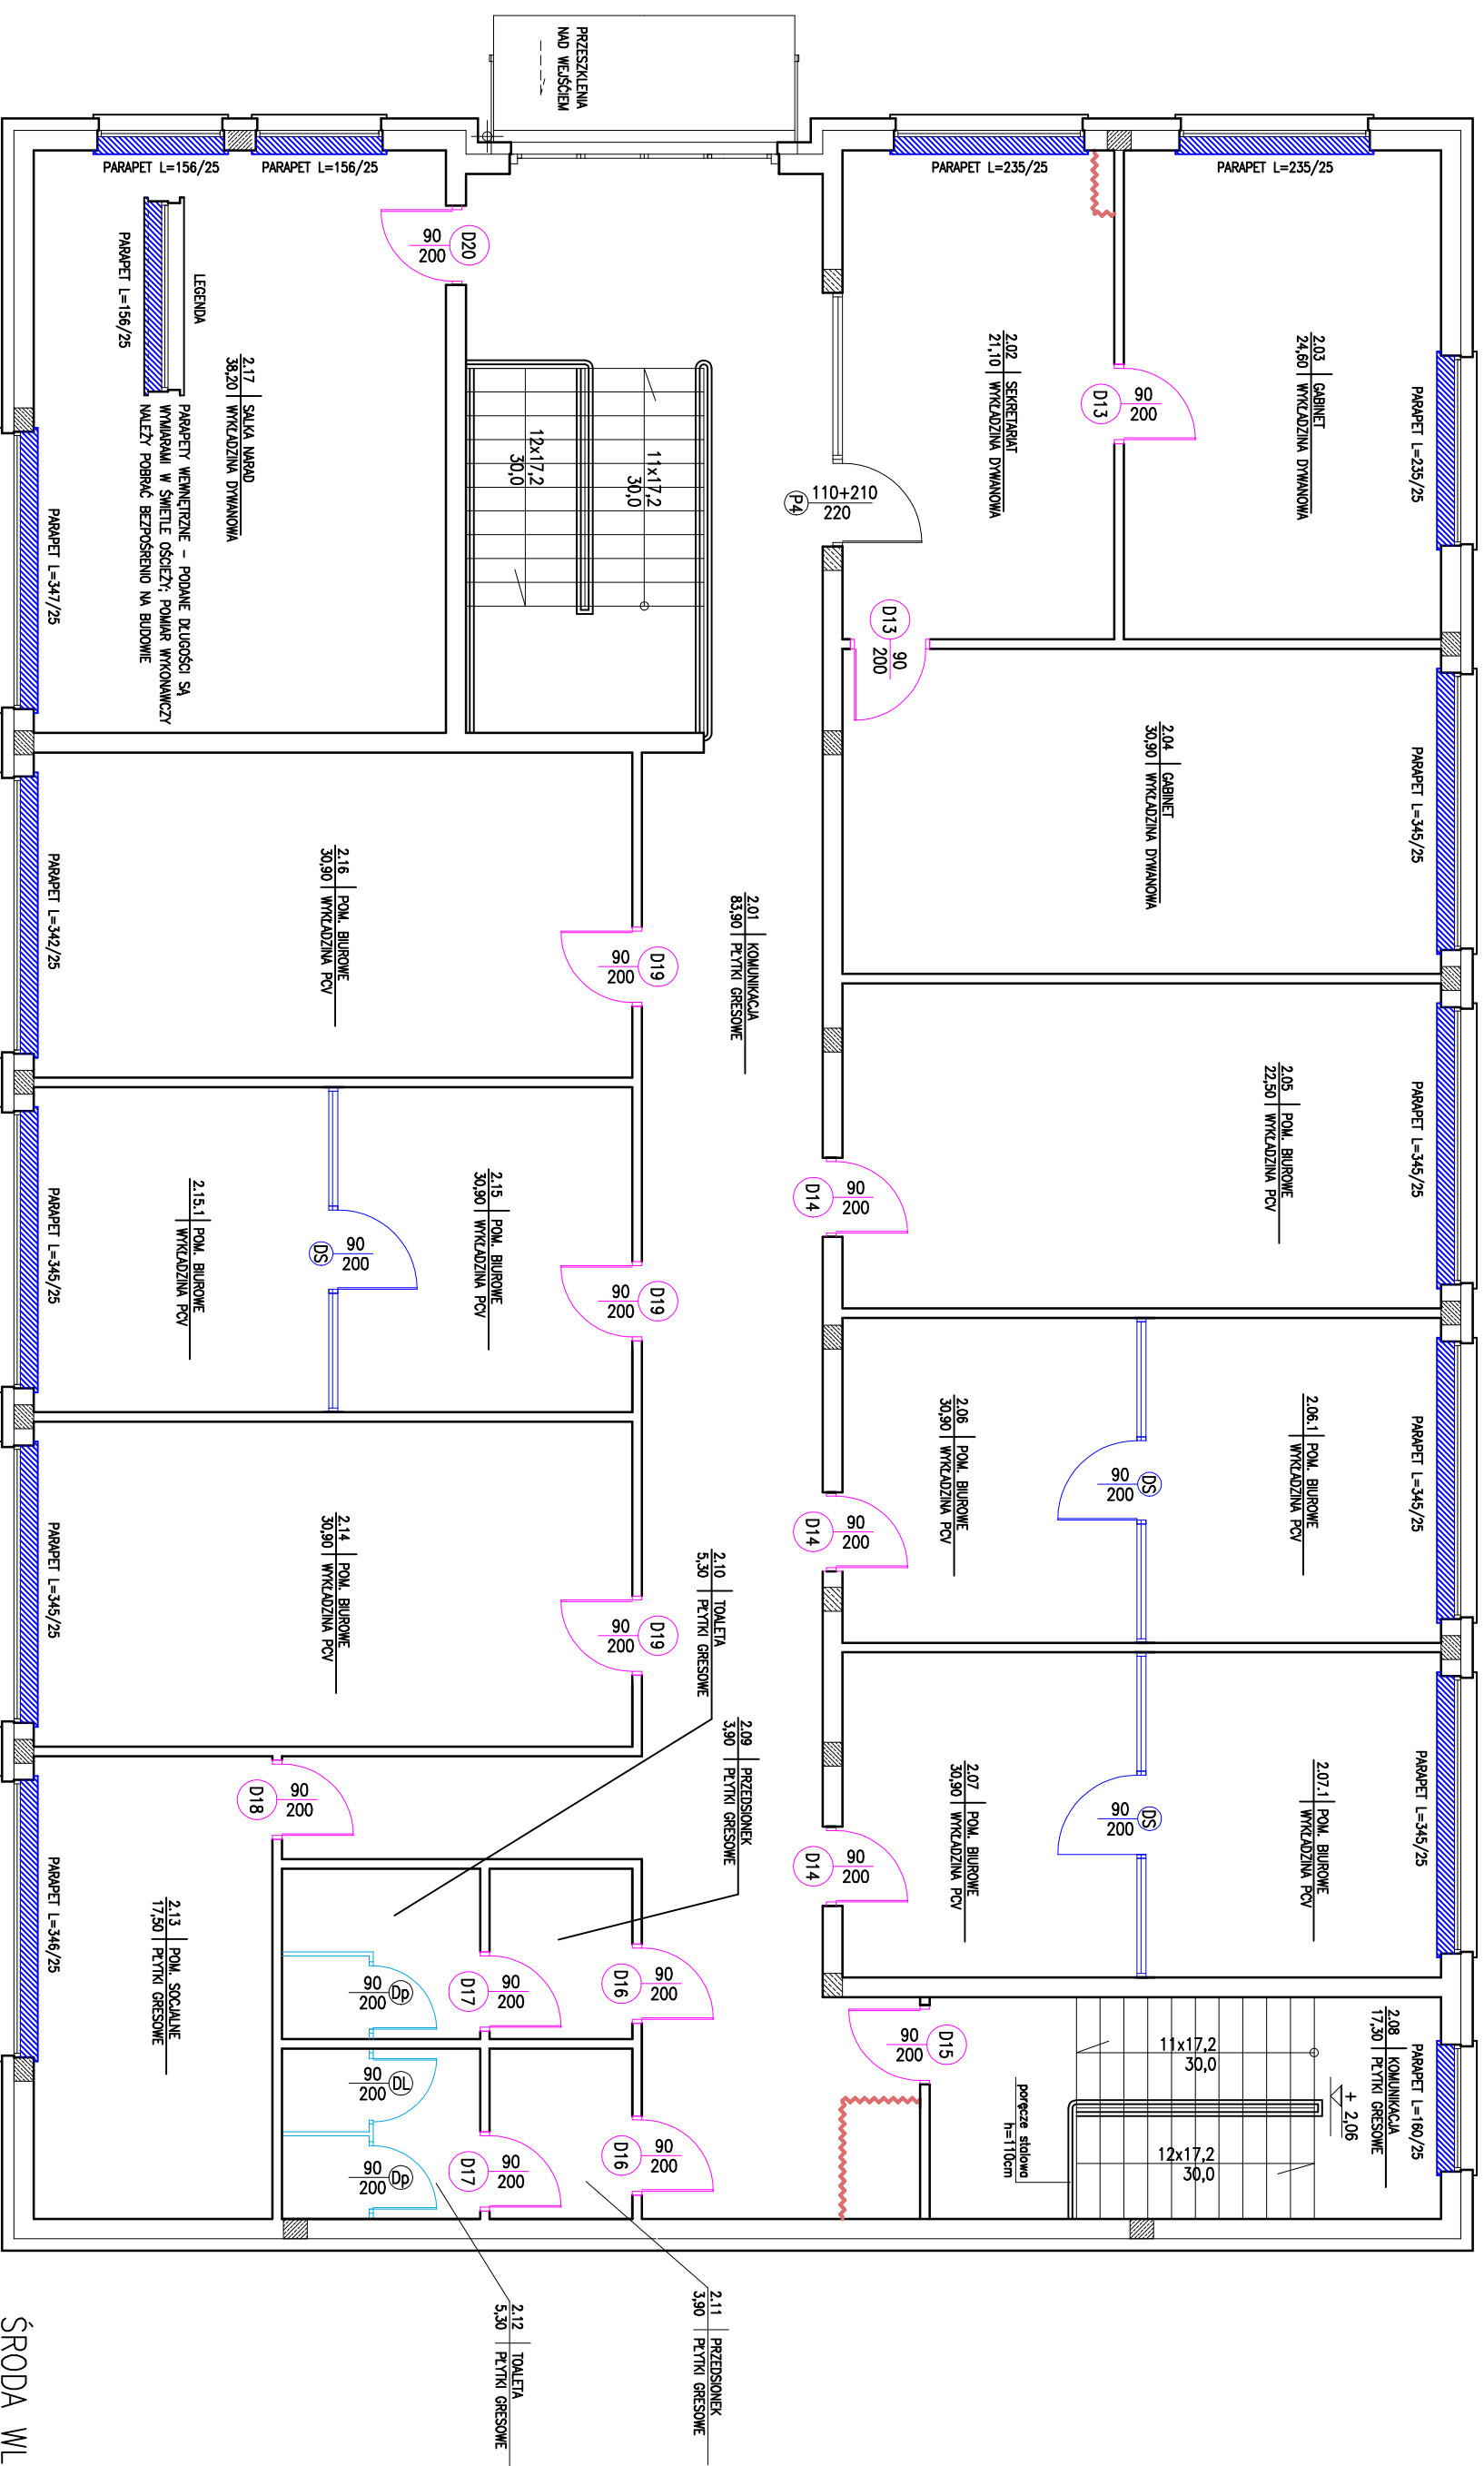 PRZESZKLENIA
NAD WEJŚCIEM
PARAPET L=156/25
PARAPET L=156/25
PARAPET L=235/25
PARAPET L=235/25
LEGENDA
PARAPET L=156/25
PARAPETY WEWNĘTRZNE – PODANE DŁUGOŚCI SĄ
WYMIARAMI W ŚWIETLE OŚCIEŻY; POMIAR WYKONAWCZY
NALEŻY POBRAĆ BEZPOŚRENIO NA BUDOWIE
2.17 SALKA NARAD
38,20 WYKŁADZINA DYWANOWA
D20
90
200
11x17,2
30,0
12x17,2
30,0
P4
110+210
220
2.02 SEKRETARIAT
21,10 WYKŁADZINA DYWANOWA
D13
90
200
2.03 GABINET
24,60 WYKŁADZINA DYWANOWA
PARAPET L=235/25
D13
90
200
PARAPET L=347/25
2.04 GABINET
30,90 WYKŁADZINA DYWANOWA
PARAPET L=345/25
2.16 POM. BIUROWE
30,90 WYKŁADZINA PCV
PARAPET L=342/25
D19
90
200
2.01 KOMUNIKACJA
83,90 PŁYTKI GRESOWE
2.05 POM. BIUROWE
22,50 WYKŁADZINA PCV
PARAPET L=345/25
D14
90
200
2.15 POM. BIUROWE
30,90 WYKŁADZINA PCV
2.15.1 POM. BIUROWE
WYKŁADZINA PCV
DS
90
200
D19
90
200
PARAPET L=345/25
2.06 POM. BIUROWE
30,90 WYKŁADZINA PCV
2.06.1 POM. BIUROWE
WYKŁADZINA PCV
DS
90
200
D14
90
200
PARAPET L=345/25
2.14 POM. BIUROWE
30,90 WYKŁADZINA PCV
D19
90
200
PARAPET L=345/25
2.10 TOALETA
5,30 PŁYTKI GRESOWE
2.09 PRZEDSIONEK
3,90 PŁYTKI GRESOWE
2.07 POM. BIUROWE
30,90 WYKŁADZINA PCV
2.07.1 POM. BIUROWE
WYKŁADZINA PCV
DS
90
200
D14
90
200
PARAPET L=345/25
D18
90
200
2.13 POM. SOCJALNE
17,50 PŁYTKI GRESOWE
PARAPET L=346/25
Dp
90
200
D17
90
200
D16
90
200
DL
90
200
Dp
90
200
D17
90
200
D16
90
200
D15
90
200
11x17,2
30,0
12x17,2
30,0
poręcze stalowa
h=110cm
+ 2,06
2.08 KOMUNIKACJA
17,30 PŁYTKI GRESOWE
PARAPET L=160/25
2.11 PRZEDSIONEK
3,90 PŁYTKI GRESOWE
2.12 TOALETA
5,30 PŁYTKI GRESOWE
ŚRODA WL